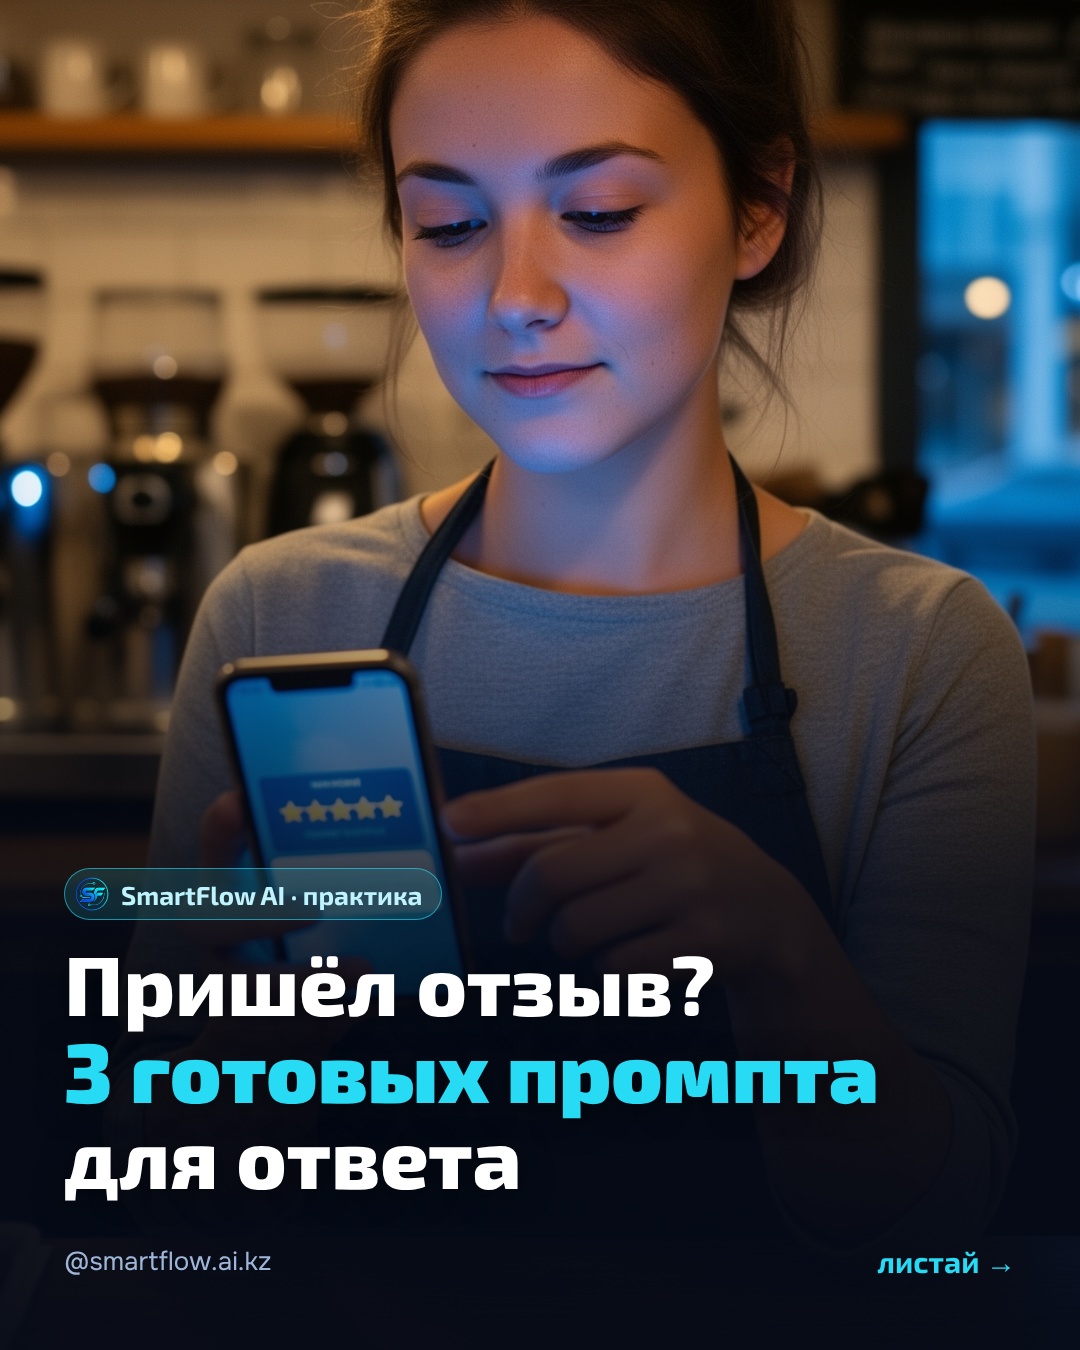 SmartFlow AI · практика
Пришёл отзыв?
3 готовых промпта
для ответа
@smartflow.ai.kz
листай →